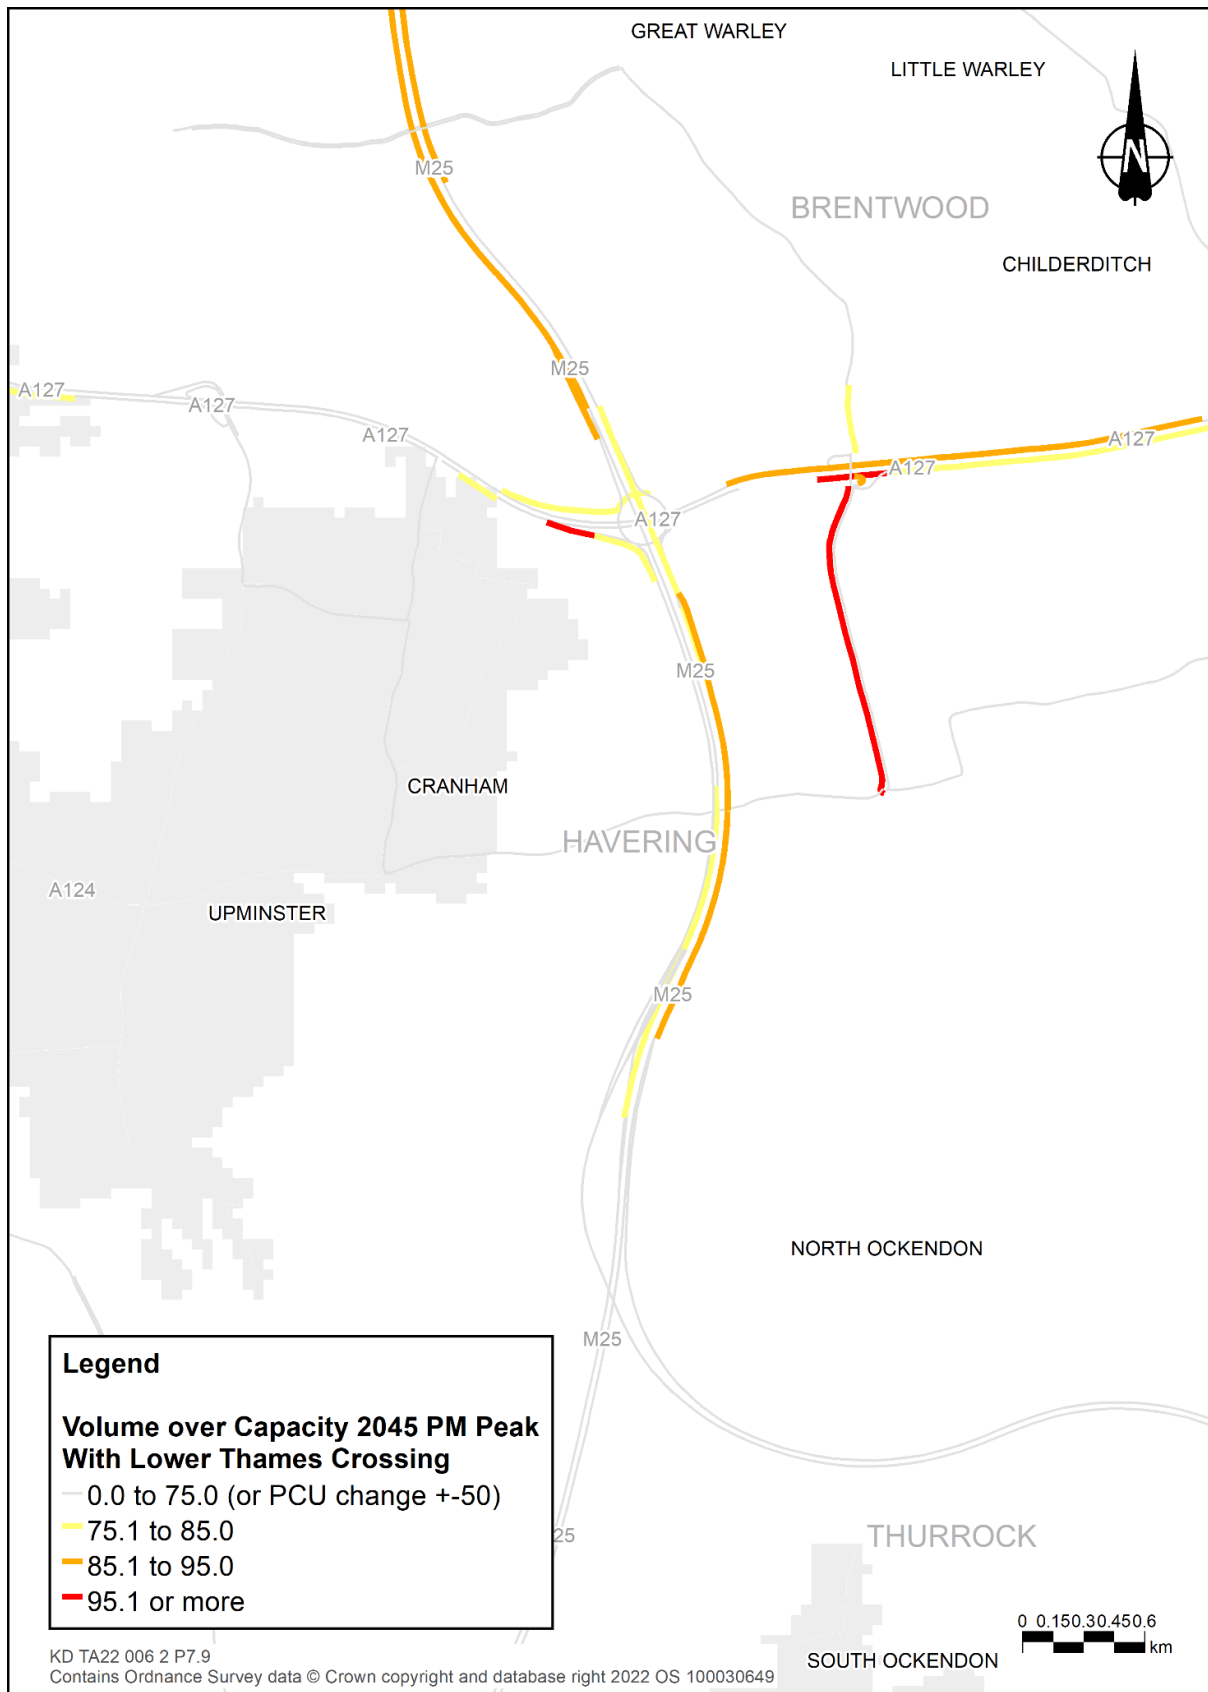 GREAT WARLEY
LITTLE WARLEY
N
M25
BRENTWOOD
CHILDERDITCH
M25
A127
A127
A127
A127
A127
A127
M25
CRANHAM
HAVERING
A124
UPMINSTER
M25
NORTH OCKENDON
M25
Legend
Volume over Capacity 2045 PM Peak
With Lower Thames Crossing
0.0 to 75.0 (or PCU change +-50)
75.1 to 85.0
85.1 to 95.0
95.1 or more
25
THURROCK
0 0.150.30.450.6
km
SOUTH OCKENDON
KD TA22 006 2 P7.9
Contains Ordnance Survey data © Crown copyright and database right 2022 OS 100030649